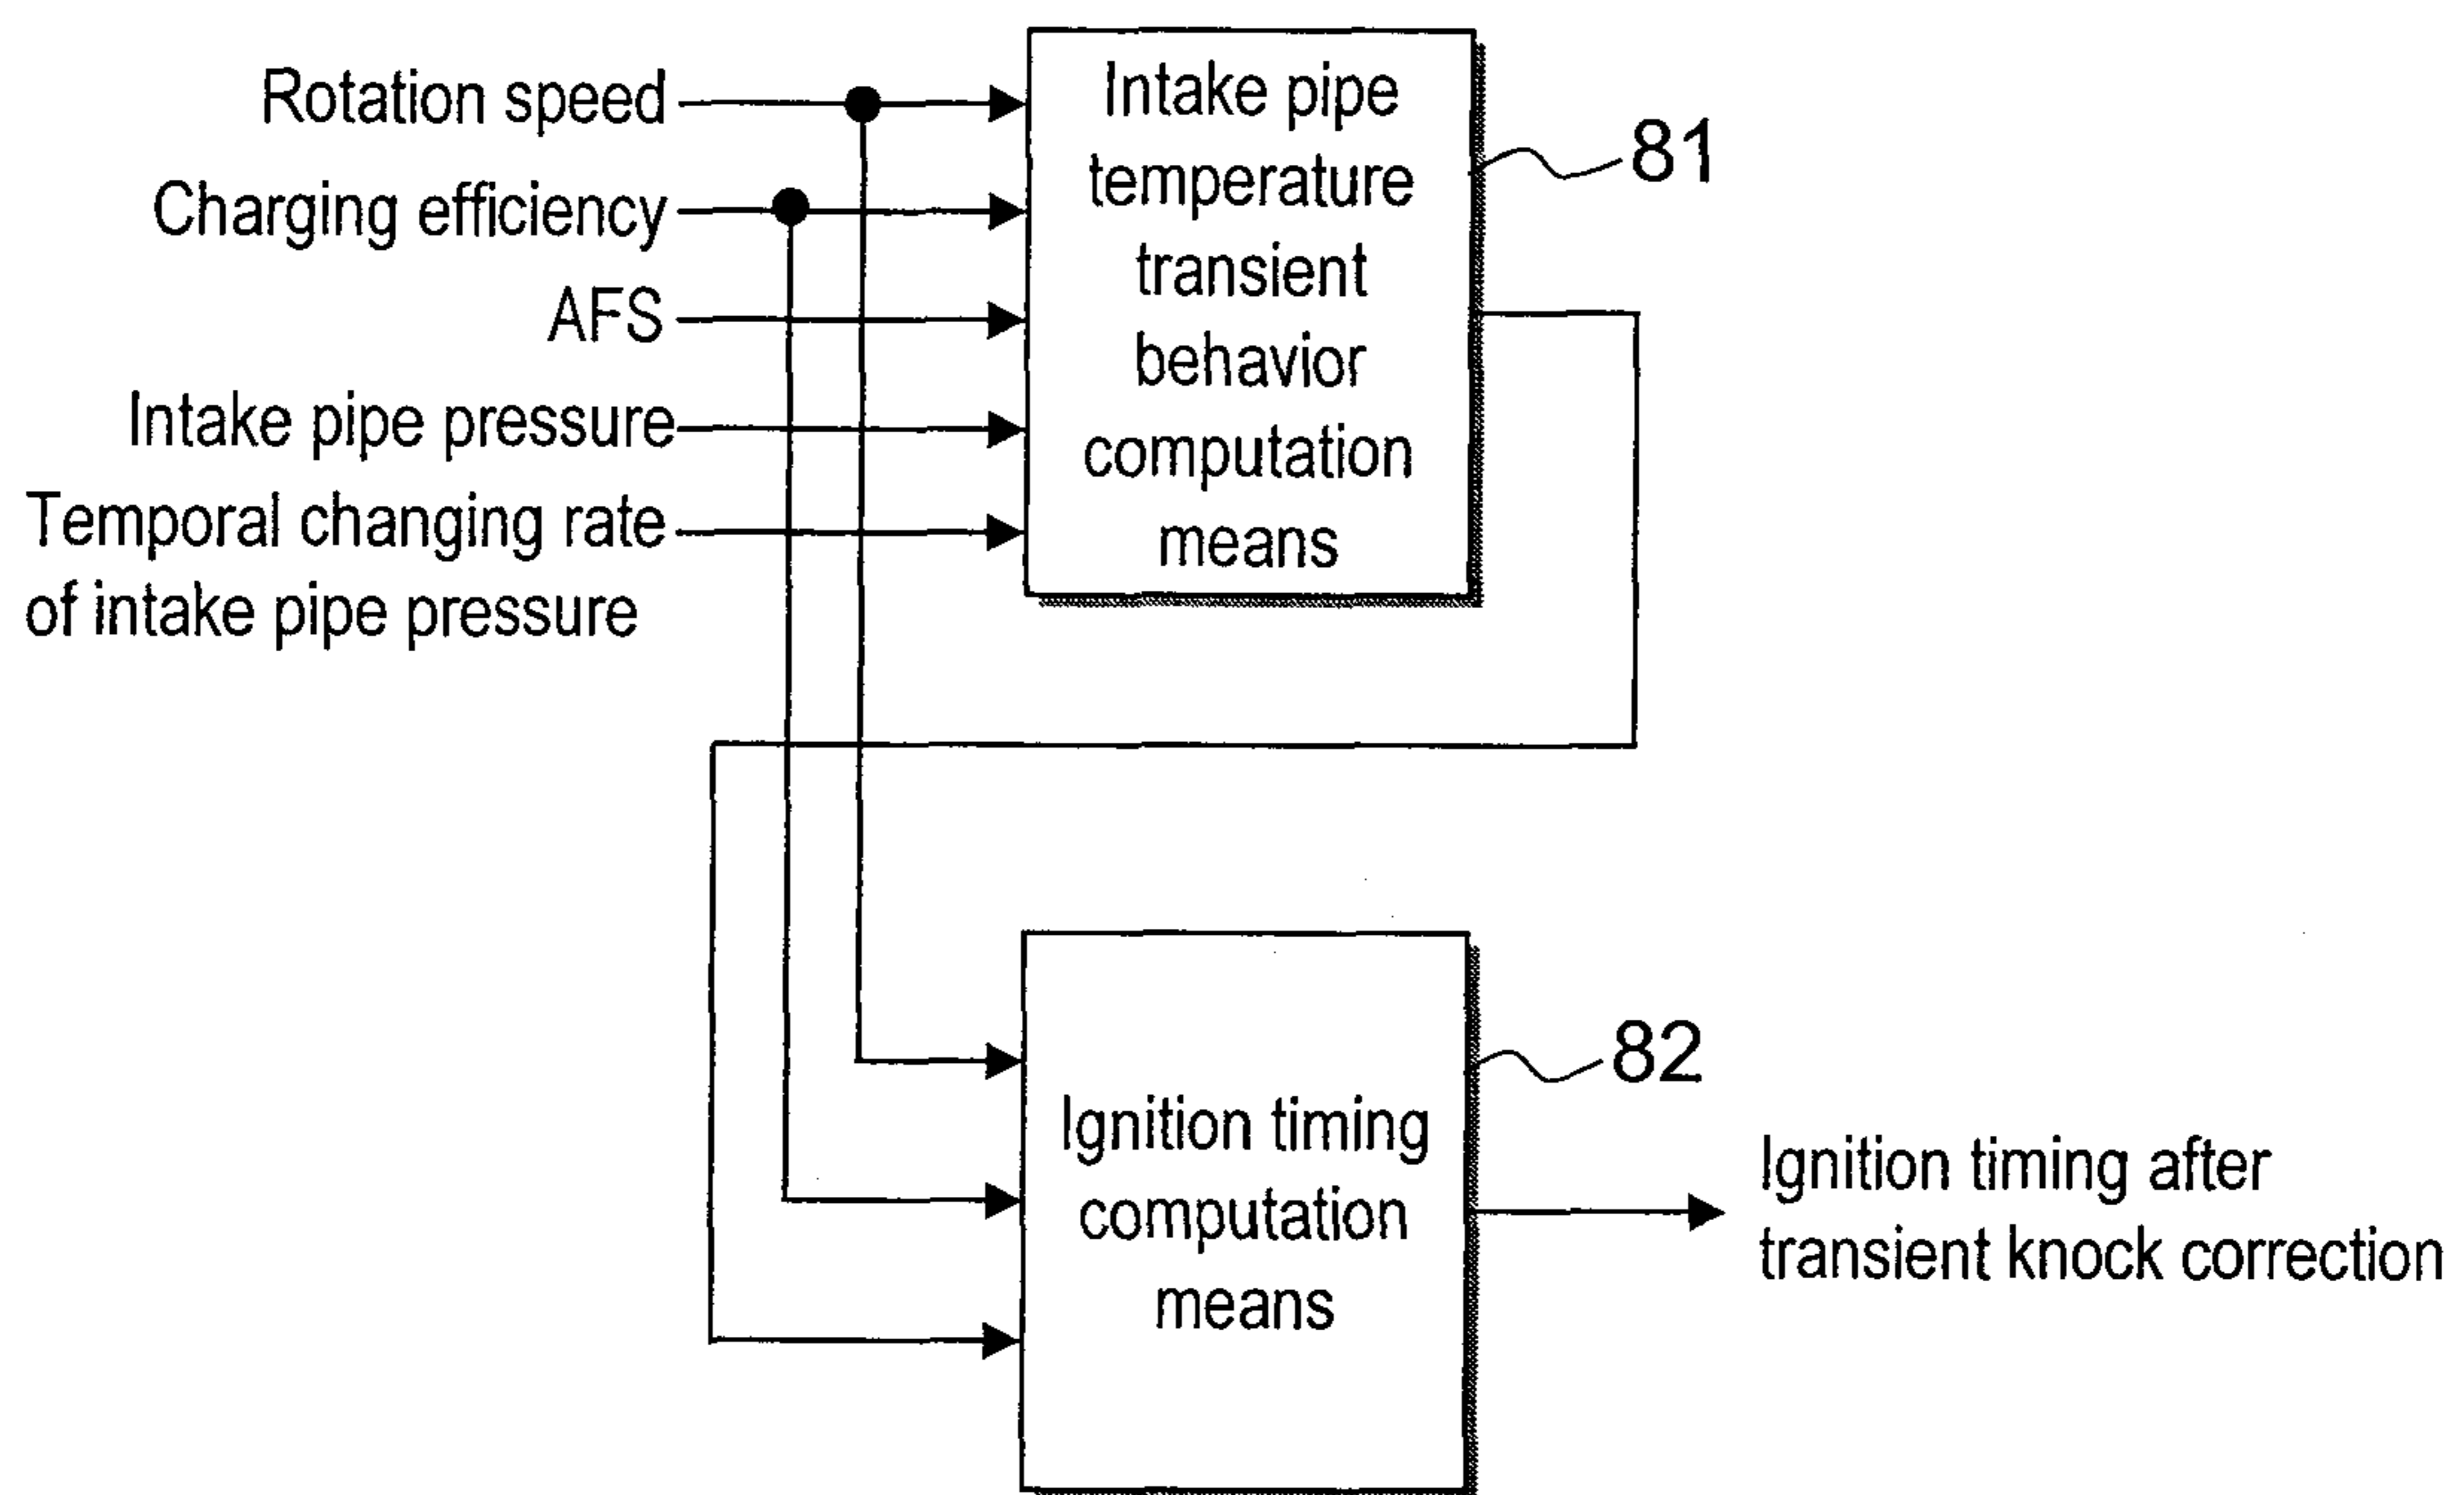 Rotation speed
Charging efficiency
AFS
Intake pipe pressure
Temporal changing rate
of intake pipe pressure
Intake pipe
temperature
transient
behavior
computation
means
81
Ignition timing
computation
means
82
Ignition timing after
transient knock correction